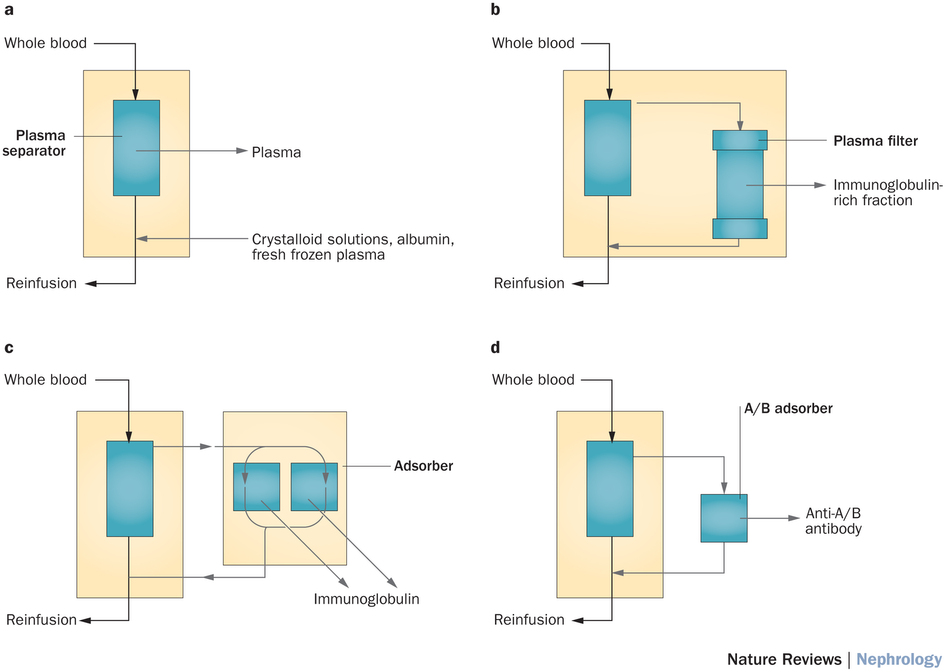 a
Whole blood
Plasma
separator
Plasma
Crystalloid solutions, albumin,
fresh frozen plasma
Reinfusion
b
Whole blood
Plasma filter
Immunoglobulin-
rich fraction
Reinfusion
c
Whole blood
Adsorber
Immunoglobulin
Reinfusion
d
Whole blood
A/B adsorber
Anti-A/B
antibody
Reinfusion
Nature Reviews | Nephrology